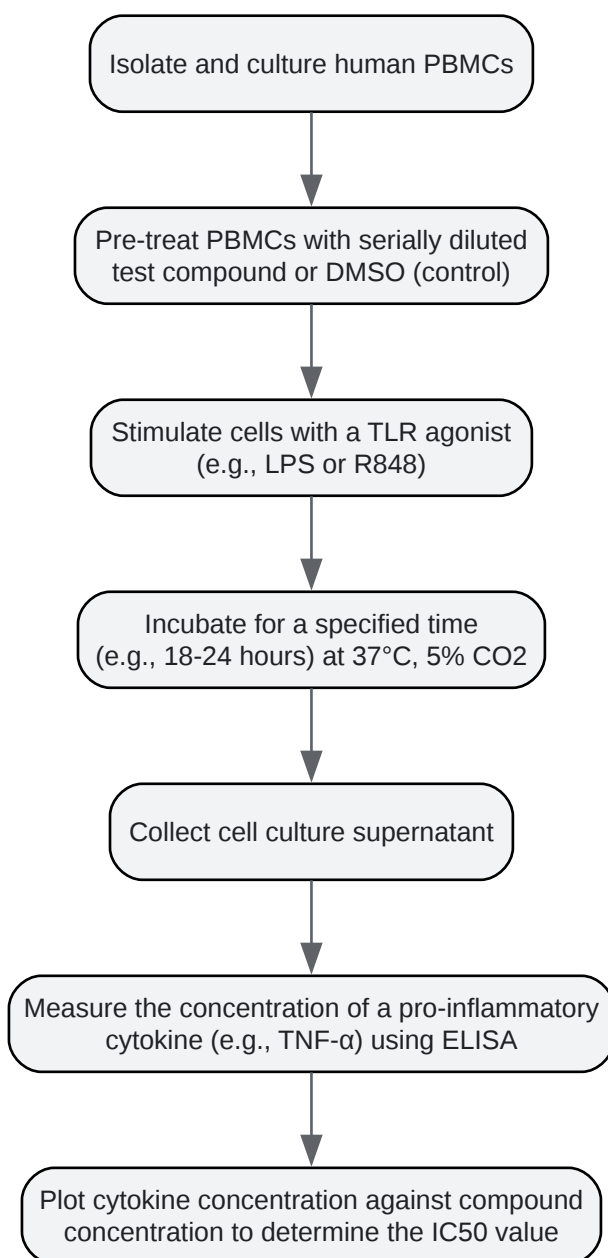 Isolate and culture human PBMCs
Pre-treat PBMCs with serially diluted
test compound or DMSO (control)
Stimulate cells with a TLR agonist
(e.g., LPS or R848)
Incubate for a specified time
(e.g., 18-24 hours) at 37°C, 5% CO2
Collect cell culture supernatant
Measure the concentration of a pro-inflammatory
cytokine (e.g., TNF-α) using ELISA
Plot cytokine concentration against compound
concentration to determine the IC50 value